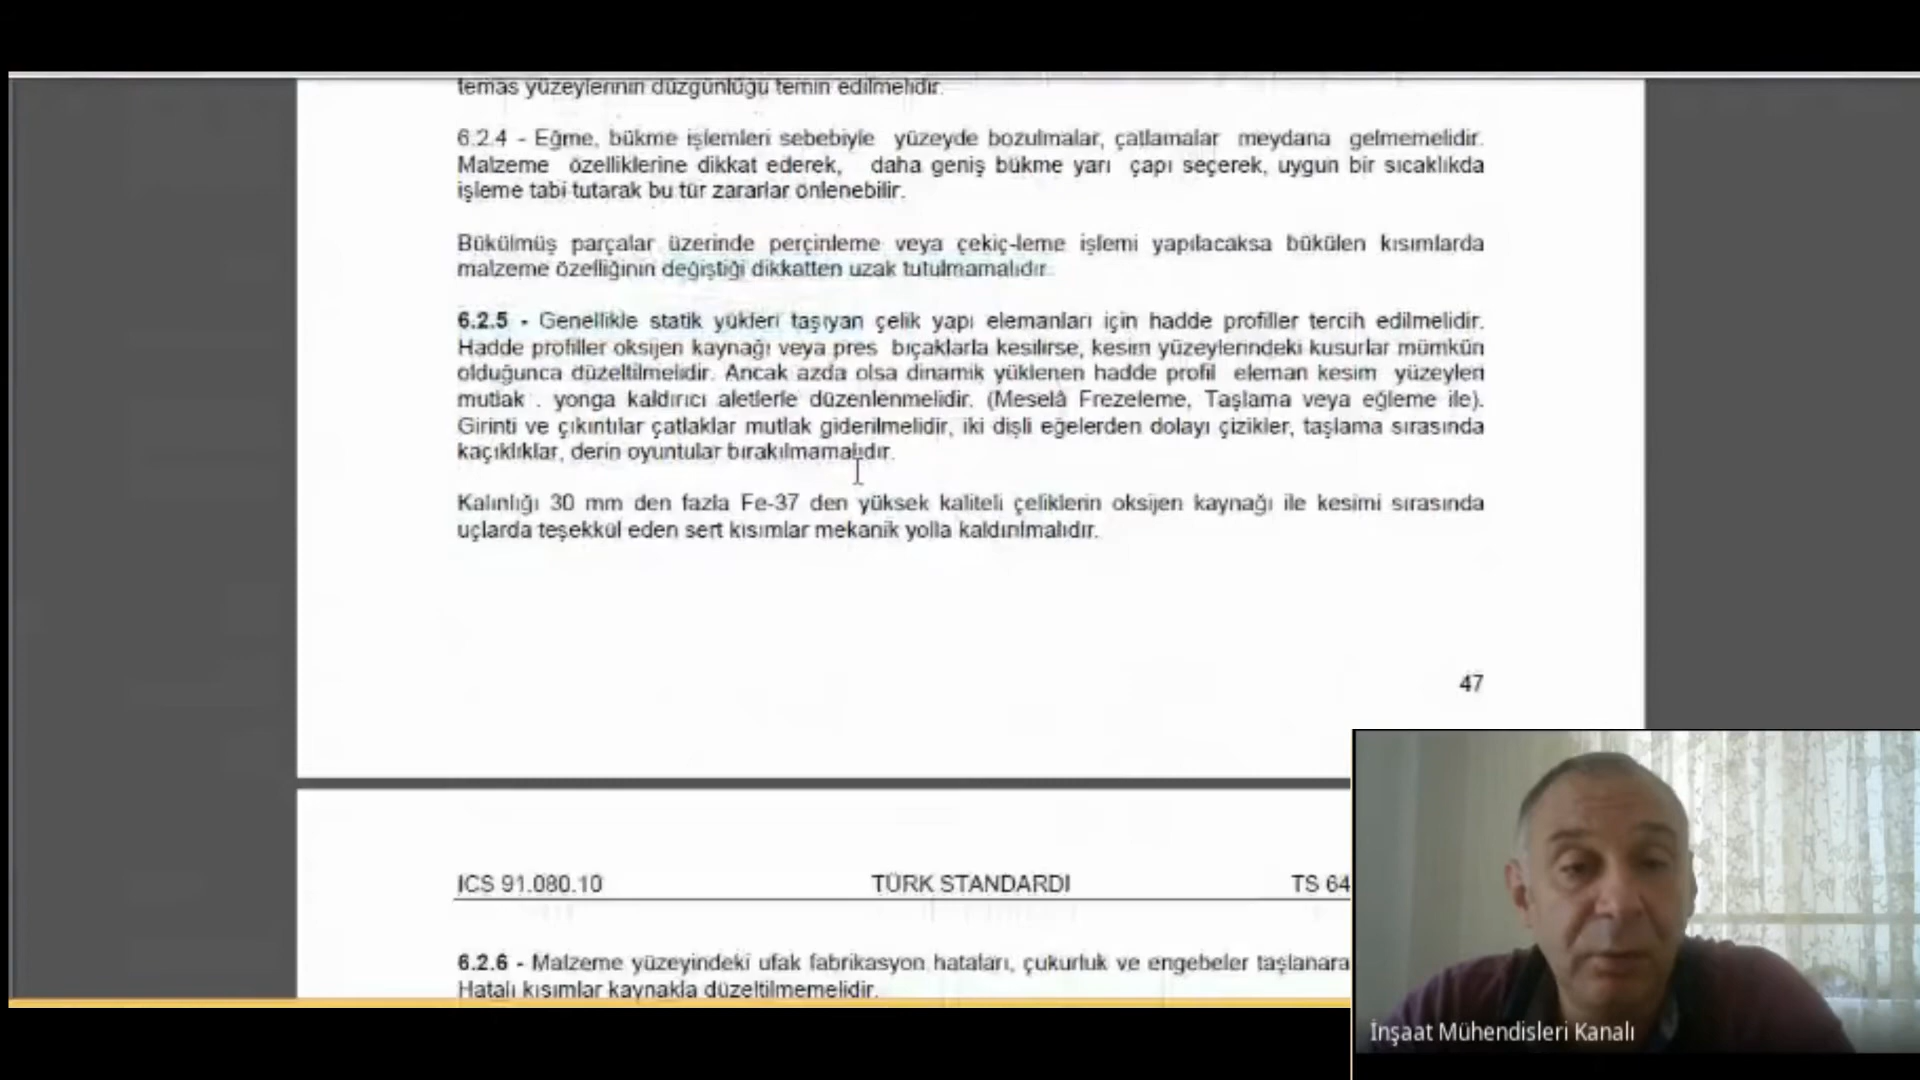 temas yüzeylerinin düzgünlüğü temin edilmelidir.
6.2.4 - Eğme, bükme işlemleri sebebiyle yüzeyde bozulmalar, çatlamalar meydana gelmemelidir.
Malzeme özelliklerine dikkat ederek, daha geniş bükme yarı çapı seçerek, uygun bir sıcaklıkda
işleme tabi tutarak bu tür zararlar önlenebilir.
Bükülmüş parçalar üzerinde perçinleme veya çekiç-leme işlemi yapılacaksa bükülen kısımlarda
malzeme özelliğinin değiştiği dikkatten uzak tutulmamalıdır.
6.2.5 - Genellikle statik yükleri taşıyan çelik yapı elemanları için hadde profiller tercih edilmelidir.
Hadde profiller oksijen kaynağı veya pres bıçaklarla kesilirse, kesim yüzeylerindeki kusurlar mümkün
olduğunca düzeltilmelidir. Ancak azda olsa dinamik yüklenen hadde profil eleman kesim yüzeyleri
mutlak . yonga kaldırıcı aletlerle düzenlenmelidir. (Meselâ Frezeleme, Taşlama veya eğleme ile).
Girinti ve çıkıntılar çatlaklar mutlak giderilmelidir, iki dişli eğelerden dolayı çizikler, taşlama sırasında
kaçıklıklar, derin oyuntular bırakılmamalıdır.
Kalınlığı 30 mm den fazla Fe-37 den yüksek kaliteli çeliklerin oksijen kaynağı ile kesimi sırasında
uçlarda teşekkül eden sert kısımlar mekanik yolla kaldırılmalıdır.
47
ICS 91.080.10 TÜRK STANDARDI TS 64
6.2.6 - Malzeme yüzeyindeki ufak fabrikasyon hataları, çukurluk ve engebeler taşlanara
Hatalı kısımlar kaynakla düzeltilmemelidir.
İnşaat Mühendisleri Kanalı